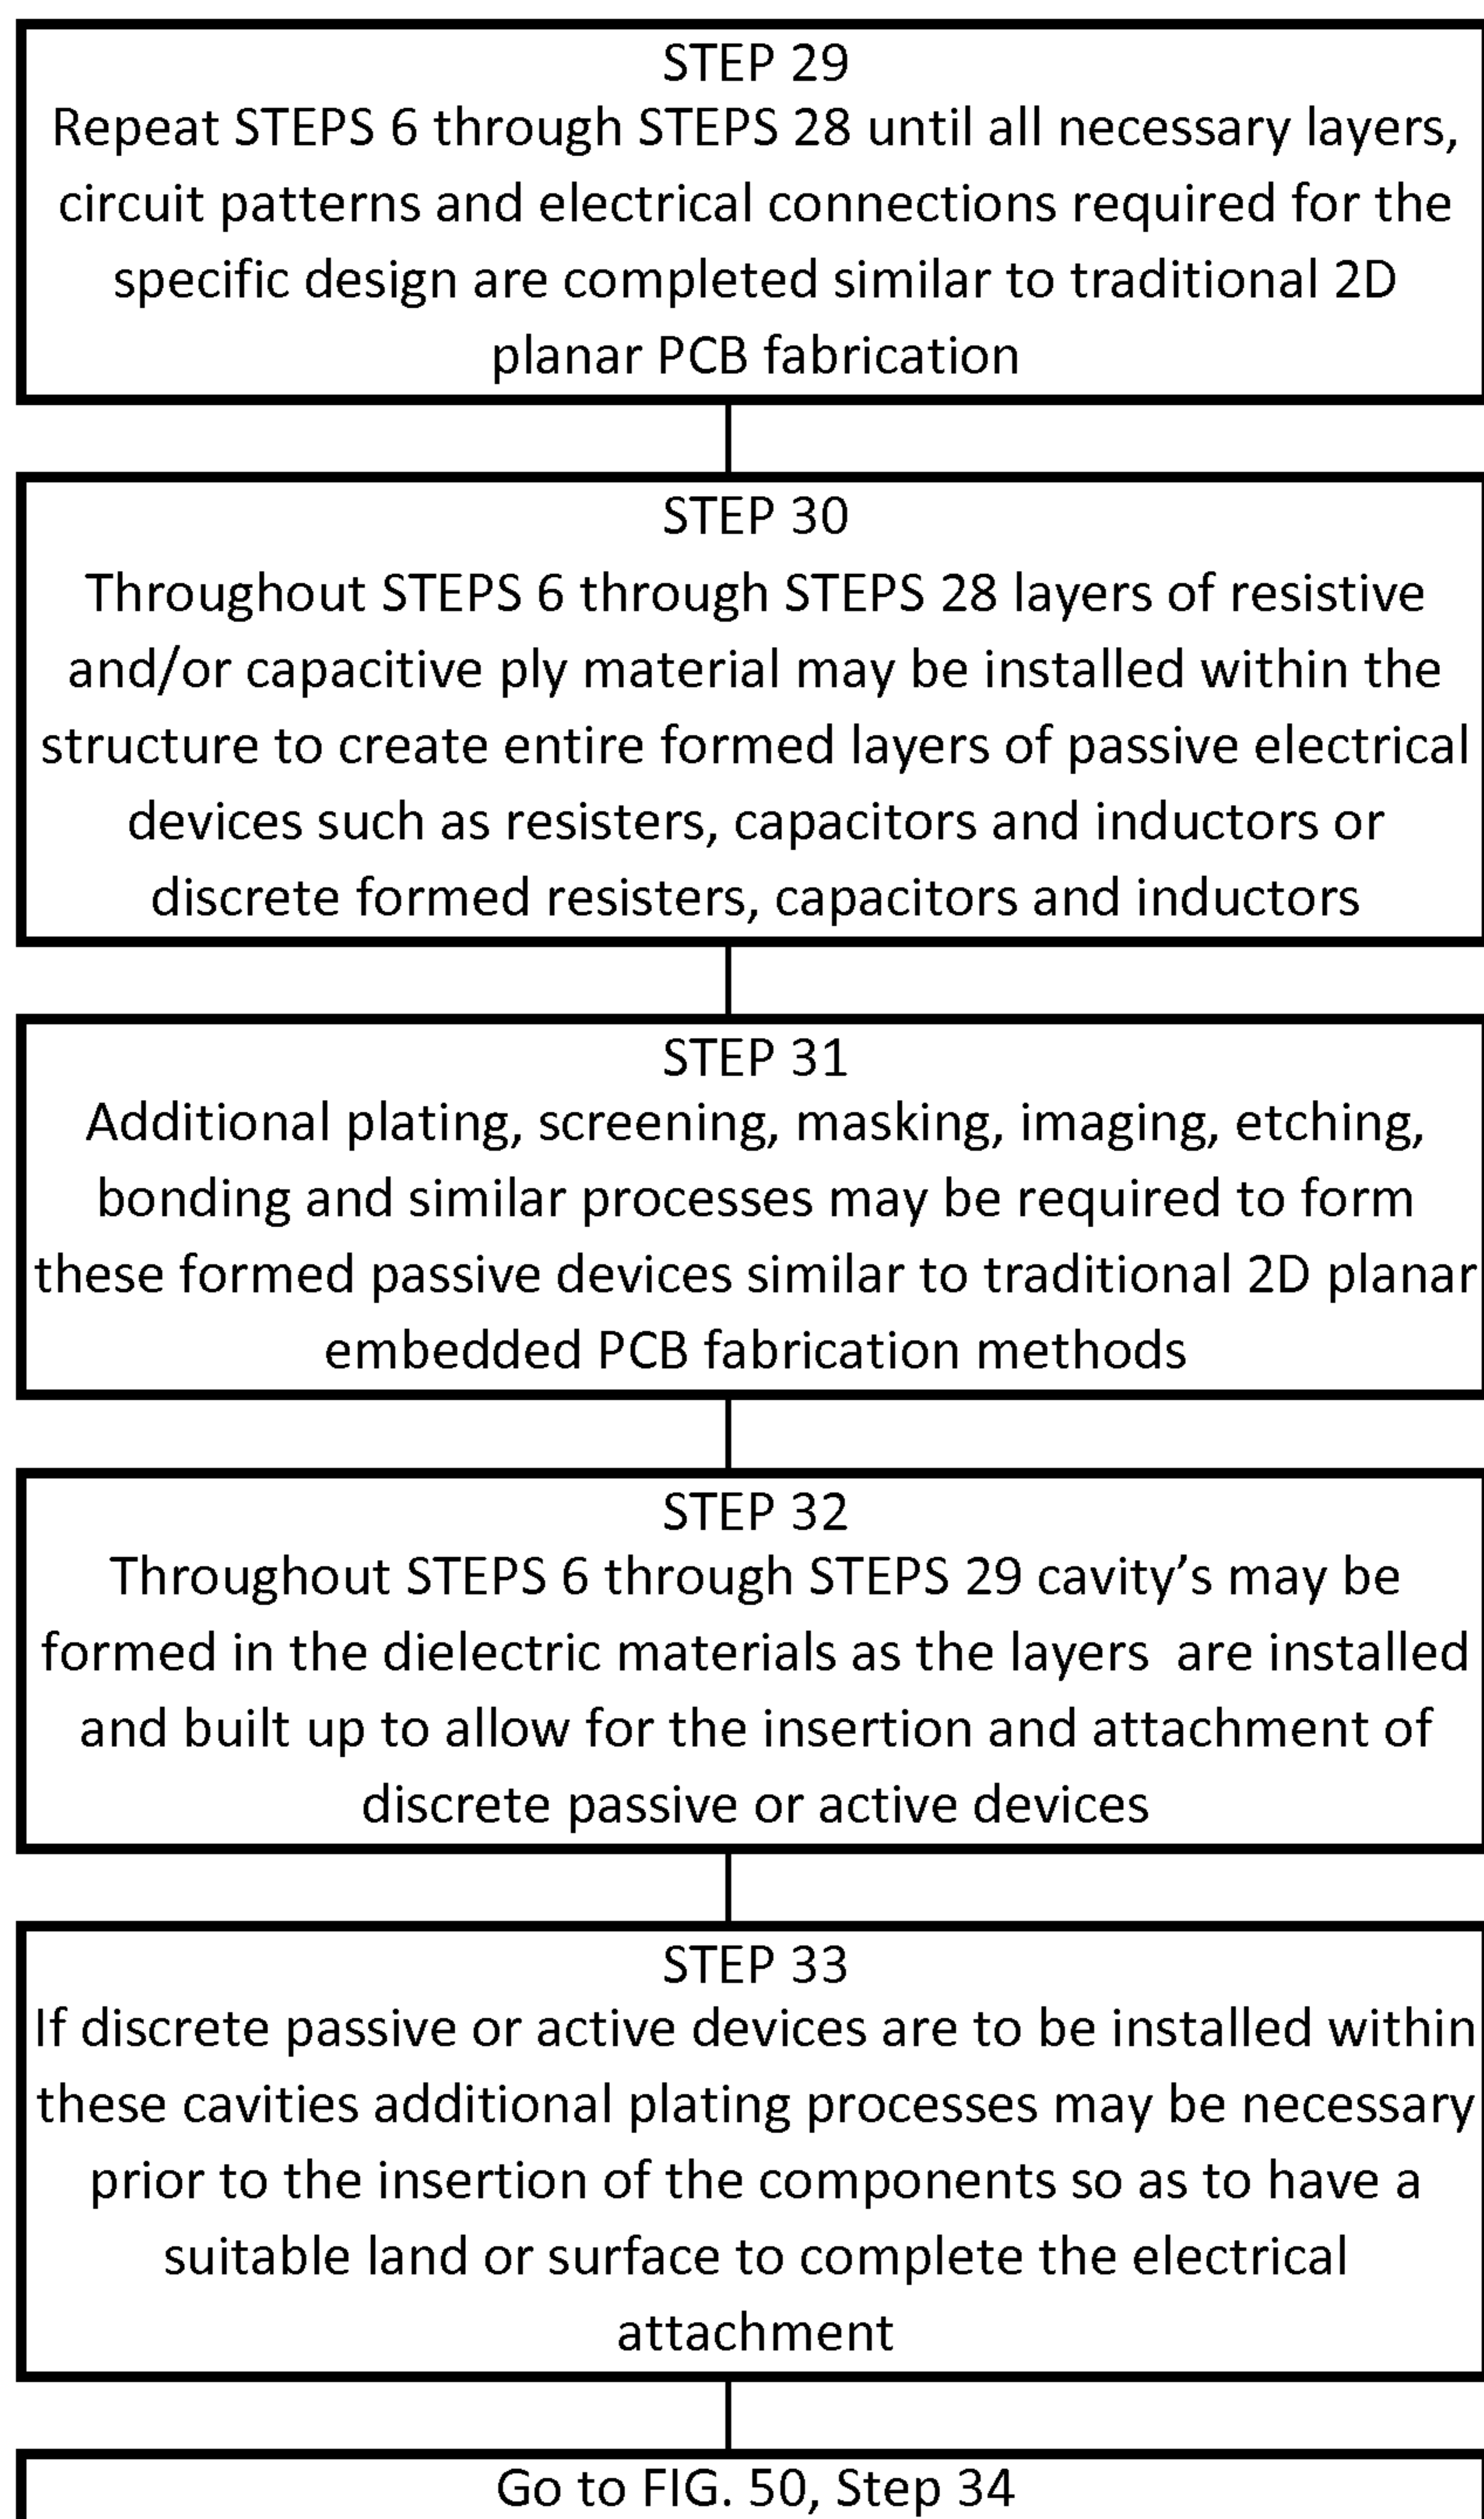 STEP 29
Repeat STEPS 6 through STEPS 28 until all necessary layers,
circuit patterns and electrical connections required for the
specific design are completed similar to traditional 2D
planar PCB fabrication
STEP 30
Throughout STEPS 6 through STEPS 28 layers of resistive
and/or capacitive ply material may be installed within the
structure to create entire formed layers of passive electrical
devices such as resisters, capacitors and inductors or
discrete formed resisters, capacitors and inductors
STEP 31
Additional plating, screening, masking, imaging, etching,
bonding and similar processes may be required to form
these formed passive devices similar to traditional 2D planar
embedded PCB fabrication methods
STEP 32
Throughout STEPS 6 through STEPS 29 cavity’s may be
formed in the dielectric materials as the layers  are installed
and built up to allow for the insertion and attachment of
discrete passive or active devices
STEP 33
If discrete passive or active devices are to be installed within
these cavities additional plating processes may be necessary
prior to the insertion of the components so as to have a
suitable land or surface to complete the electrical
attachment
Go to FIG. 50, Step 34